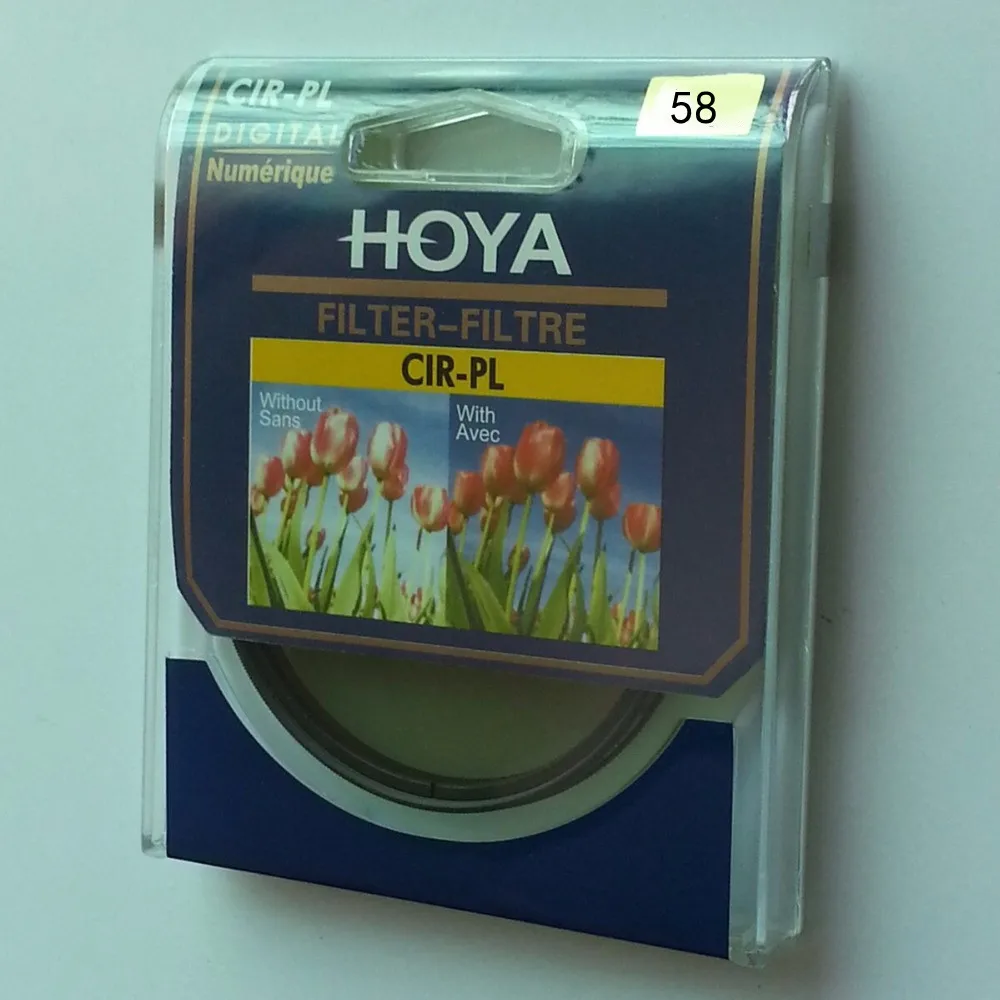 CIR-PL
58
DIGITAL
Numérique
HOYA
FILTER-FILTRE
CIR-PL
Without
Sans
With
Avec